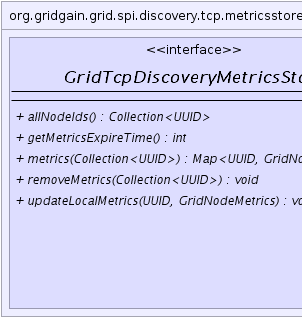 org.gridgain.grid.spi.discovery.tcp.metricsstore
<<interface>>
GridTcpDiscoveryMetricsSto
+ allNodeIds() : Collection<UUID>
+ getMetricsExpireTime() : int
+ metrics(Collection<UUID>) : Map<UUID, GridNo
+ removeMetrics(Collection<UUID>) : void
+ updateLocalMetrics(UUID, GridNodeMetrics) : vo